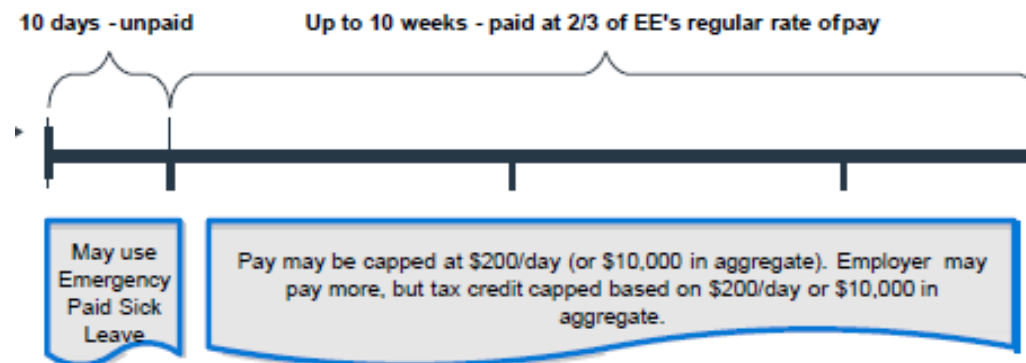 10 days - unpaid
Up to 10 weeks - paid at 2/3 of EE's regular rate of pay
May use
Emergency
Paid Sick
Leave
Pay may be capped at $200/day (or $10,000 in aggregate). Employer may
pay more, but tax credit capped based on $200/day or $10,000 in
aggregate.